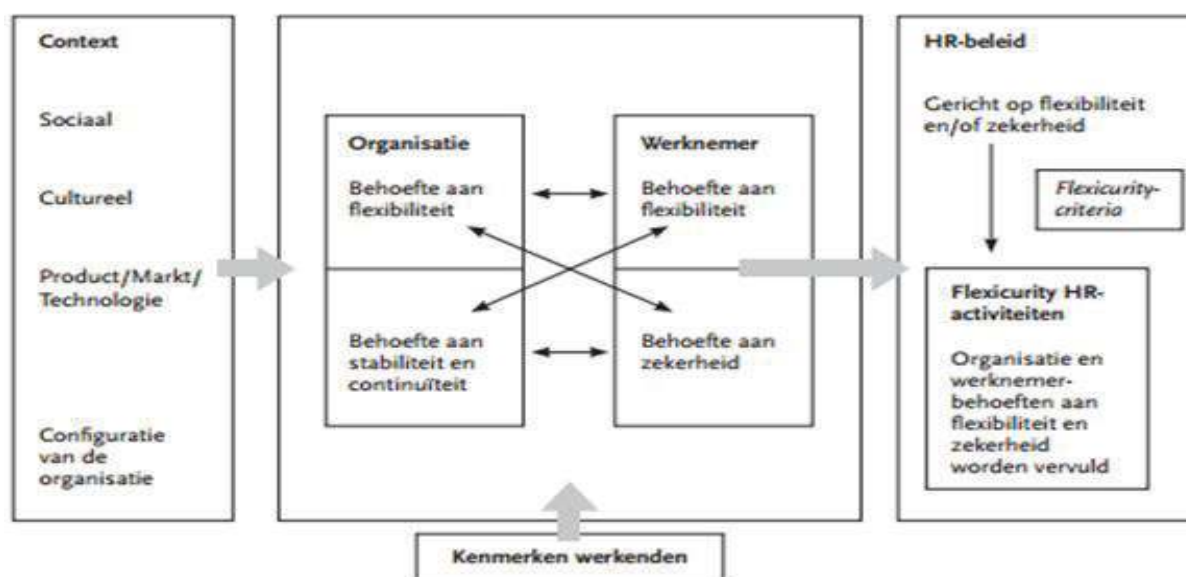 Context
Sociaal
Cultureel
Product/Markt/
Technologie
Configuratie
van de
organisatie
Organisatie
Behoefte aan
flexibiliteit
Behoefte aan
stabiliteit en
continuïteit
Werknemer
Behoefte aan
flexibiliteit
Behoefte aan
zekerheid
Kenmerken werkenden
HR-beleid
Gericht op flexibiliteit
en/of zekerheid
Flexicurity-
criteria
Flexicurity HR-
activiteiten
Organisatie en
werknemer-
behoeften aan
flexibiliteit en
zekerheid
worden vervuld